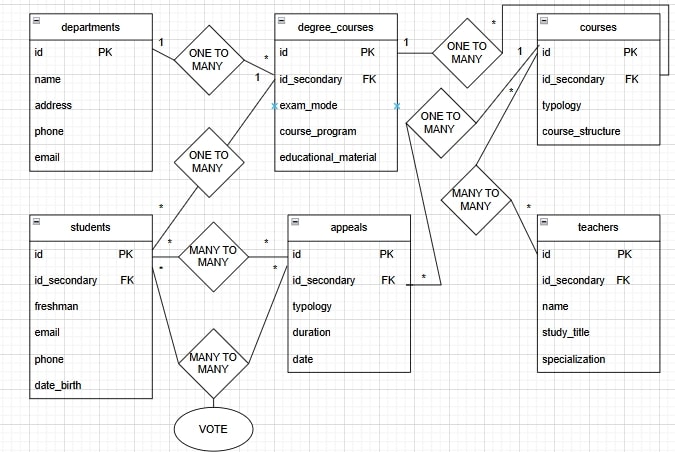 departments
id PK
name
address
phone
email
1
ONE TO
MANY
*
degree_courses
id PK
id_secondary FK
exam_mode
course_program
educational_material
1
1
ONE TO
MANY
*
courses
id PK
id_secondary FK
typology
course_structure
ONE TO
MANY
1
*
*
ONE TO
MANY
*
MANY TO
MANY
*
students
id PK
id_secondary FK
freshman
email
phone
date_birth
*
MANY TO
MANY
*
appeals
id PK
id_secondary FK
typology
duration
date
*
MANY TO
MANY
*
VOTE
teachers
id PK
id_secondary FK
name
study_title
specialization